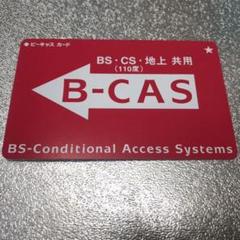 ビーキャス カード
BS・CS・地上 共用
(110度)
B-CAS
BS-Conditional Access Systems